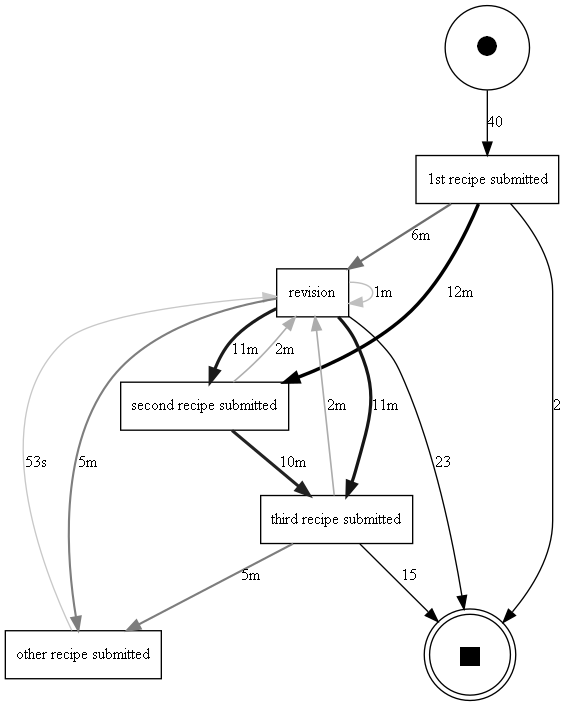 40
1st recipe submitted
6m
revision
1m
12m
11m
2m
second recipe submitted
53s
5m
2m
11m
23
2
10m
third recipe submitted
5m
15
other recipe submitted